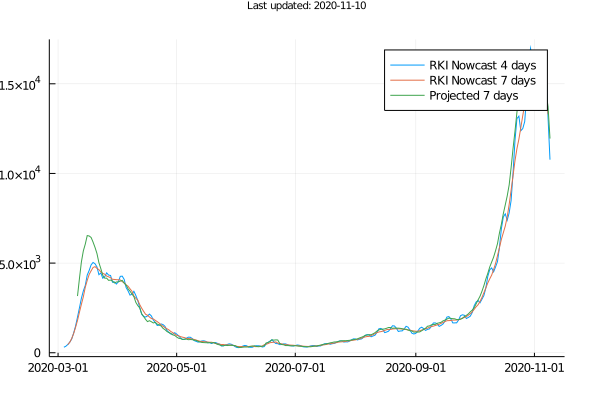 Last updated: 2020-11-10
RKI Nowcast 4 days
RKI Nowcast 7 days
Projected 7 days
1.5×10⁴
1.0×10⁴
5.0×10³
0
2020-03-01 2020-05-01 2020-07-01 2020-09-01 2020-11-01